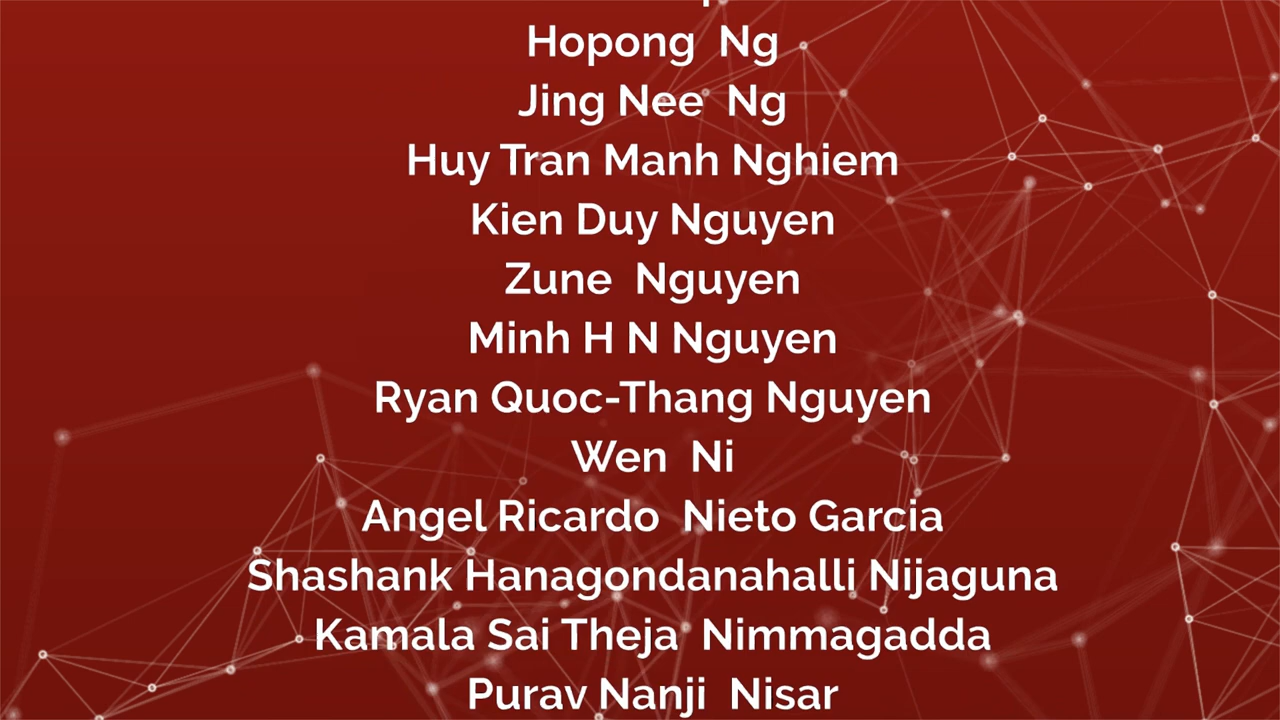 Hopong Ng
Jing Nee Ng
Huy Tran Manh Nghiem
Kien Duy Nguyen
Zune Nguyen
Minh H N Nguyen
Ryan Quoc-Thang Nguyen
Wen Ni
Angel Ricardo Nieto Garcia
Shashank Hanagondanahalli Nijaguna
Kamala Sai Theja Nimmagadda
Purav Nanji Nisar